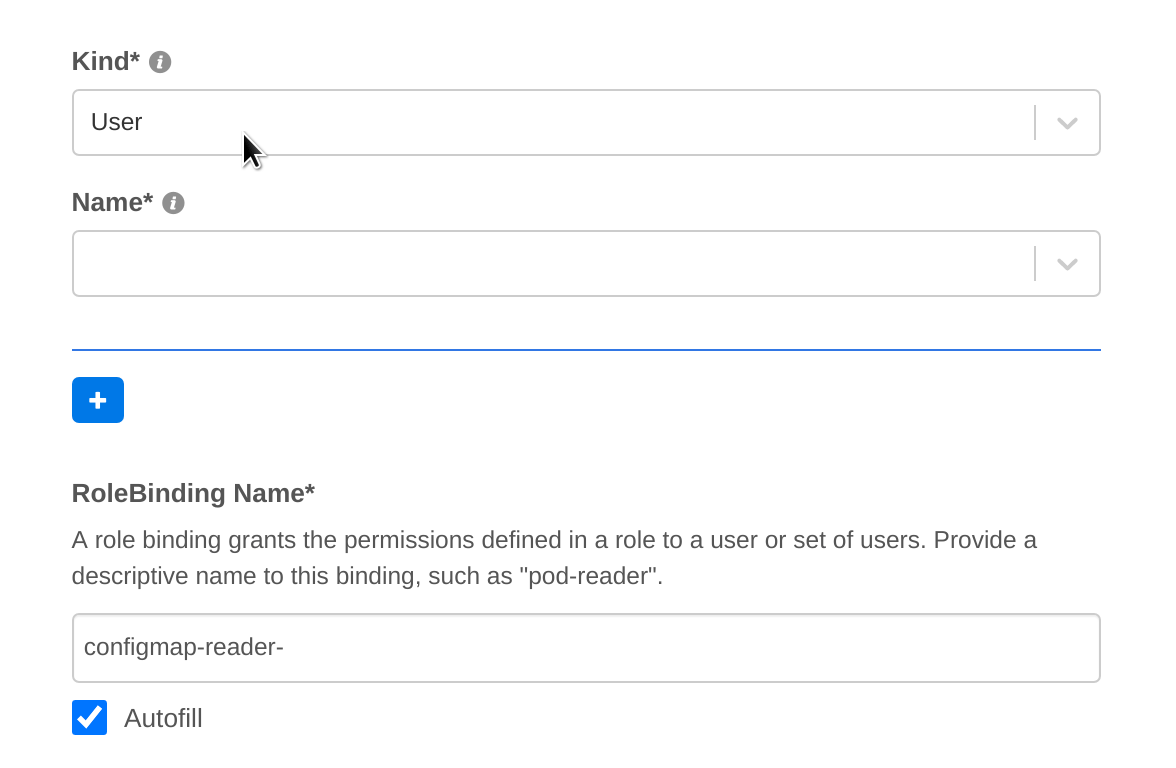 Kind*
User
Name*
RoleBinding Name*
A role binding grants the permissions defined in a role to a user or set of users. Provide a
descriptive name to this binding, such as "pod-reader".
configmap-reader-
Autofill